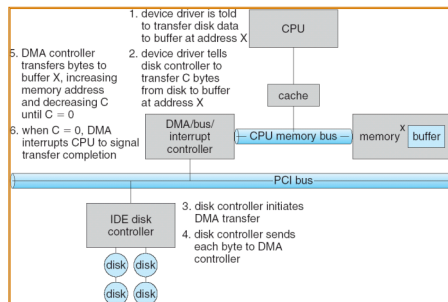 1. device driver is told
to transfer disk data
to buffer at address X
2. device driver tells
disk controller to
transfer C bytes
from disk to buffer
at address X
5. DMA controller
transfers bytes to
buffer X, increasing
memory address
and decreasing C
until C = 0
6. when C = 0, DMA
interrupts CPU to signal
transfer completion
CPU
cache
DMA/bus/
interrupt
controller
CPU memory bus
memory
X
buffer
PCI bus
IDE disk
controller
3. disk controller initiates
DMA transfer
4. disk controller sends
each byte to DMA
controller
disk
disk
disk
disk